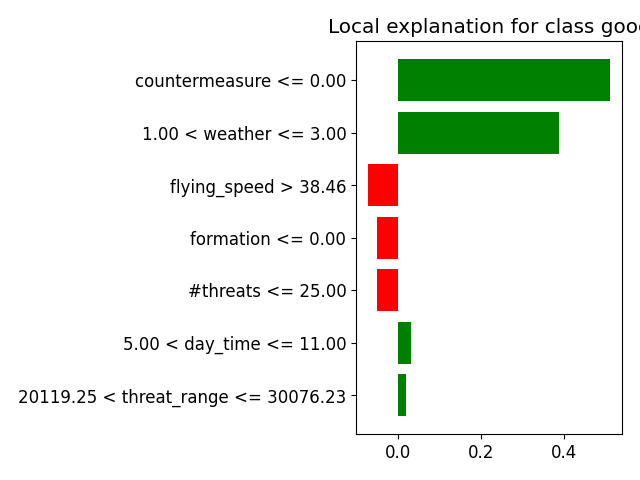 Local explanation for class goo
countermeasure <= 0.00
1.00 < weather <= 3.00
flying_speed > 38.46
formation <= 0.00
#threats <= 25.00
5.00 < day_time <= 11.00
20119.25 < threat_range <= 30076.23
0.0 0.2 0.4